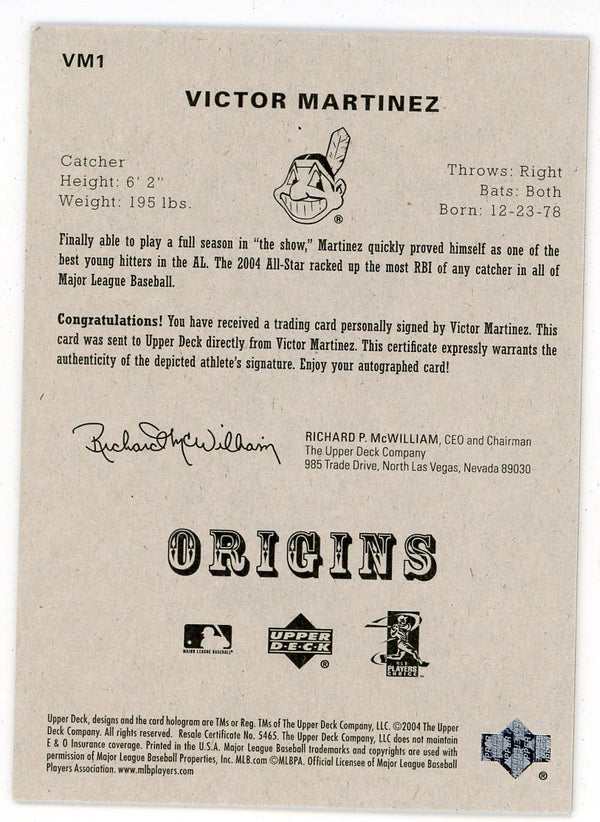 VM1
VICTOR MARTINEZ
Catcher
Height: 6' 2"
Weight: 195 lbs.
®
Throws: Right
Bats: Both
Born: 12-23-78
Finally able to play a full season in “the show,” Martinez quickly proved himself as one of the
best young hitters in the AL. The 2004 All-Star racked up the most RBI of any catcher in all of
Major League Baseball.
Congratulations! You have received a trading card personally signed by Victor Martinez. This
card was sent to Upper Deck directly from Victor Martinez. This certificate expressly warrants the
authenticity of the depicted athlete’s signature. Enjoy your autographed card!
Richard McWilliam
RICHARD P. McWILLIAM, CEO and Chairman
The Upper Deck Company
985 Trade Drive, North Las Vegas, Nevada 89030
ORIGINS
MAJOR LEAGUE BASEBALL
UPPER
D·E·C·K
®
MLB
PLAYERS
CHOICE
Upper Deck, designs and the card hologram are TMs or Reg. TMs of The Upper Deck Company, LLC. ©2004 The Upper
Deck Company. All rights reserved. Resale Certificate No. 5465. The Upper Deck Company, LLC does not maintain
E & O Insurance coverage. Printed in the U.S.A. Major League Baseball trademarks and copyrights are used with
permission of Major League Baseball Properties, Inc. MLB.com ©MLBPA. Official Licensee of Major League Baseball
Players Association. www.mlbplayers.com
®